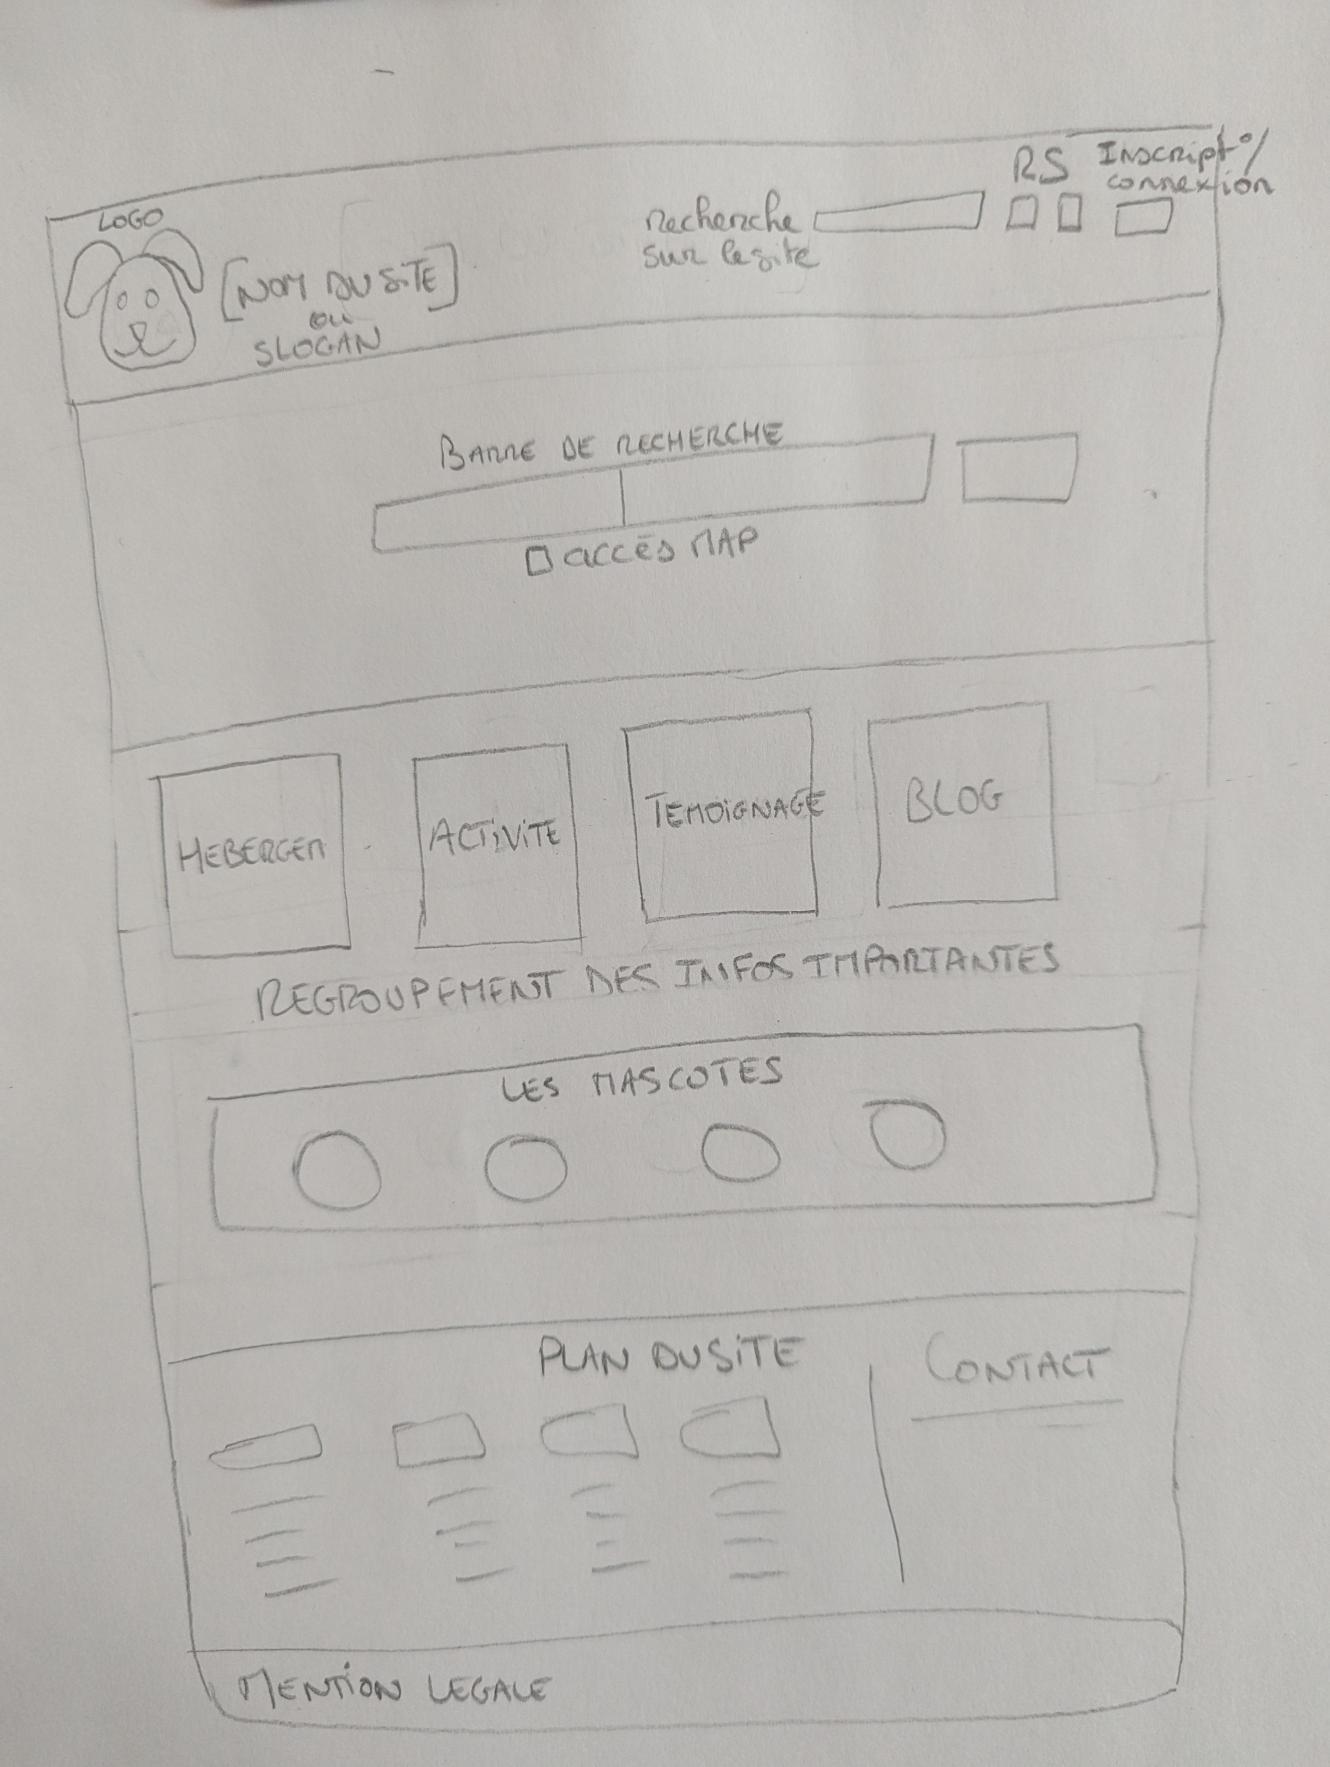 LOGO
[NOM DU SITE]
ou
SLOGAN
recherche
sur le site
RS
Inscript°/
connexion
BARRE DE RECHERCHE
accès MAP
HEBERGER
ACTIVITE
TEMOIGNAGE
BLOG
REGROUPEMENT DES INFOS IMPORTANTES
LES MASCOTES
PLAN DU SITE
CONTACT
MENTION LEGALE